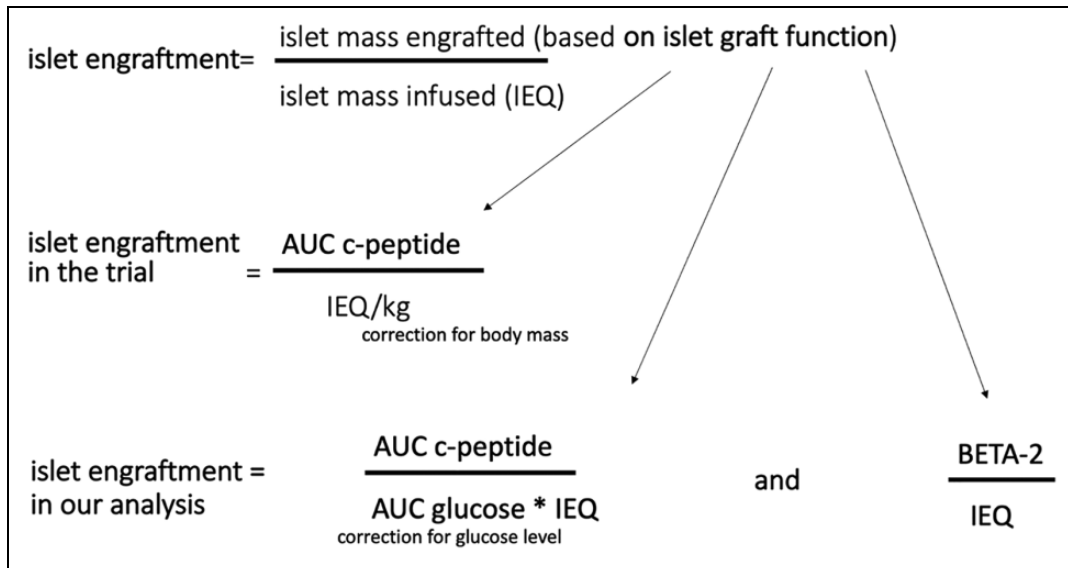 islet mass engrafted (based on islet graft function)
islet engraftment=
islet mass infused (IEQ)
islet engraftment
in the trial =
AUC c-peptide
IEQ/kg
correction for body mass
islet engraftment =
in our analysis
AUC c-peptide
AUC glucose * IEQ
correction for glucose level
and
BETA-2
IEQ